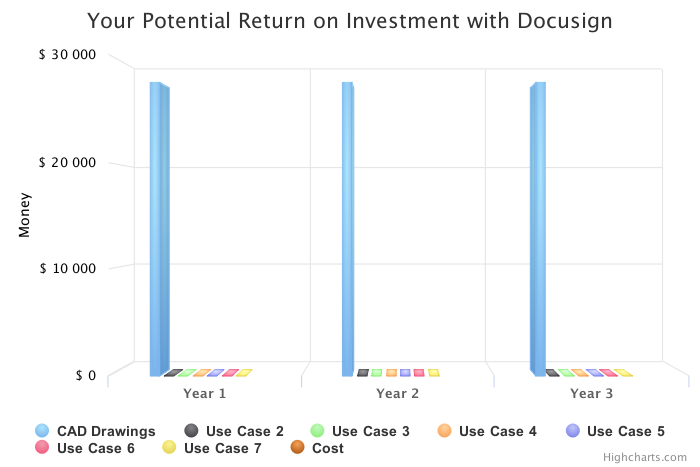 Your Potential Return on Investment with Docusign
$ 30 000
$ 20 000
$ 10 000
$ 0
Money
Year 1 Year 2 Year 3
CAD Drawings Use Case 2 Use Case 3 Use Case 4 Use Case 5
Use Case 6 Use Case 7 Cost
Highcharts.com